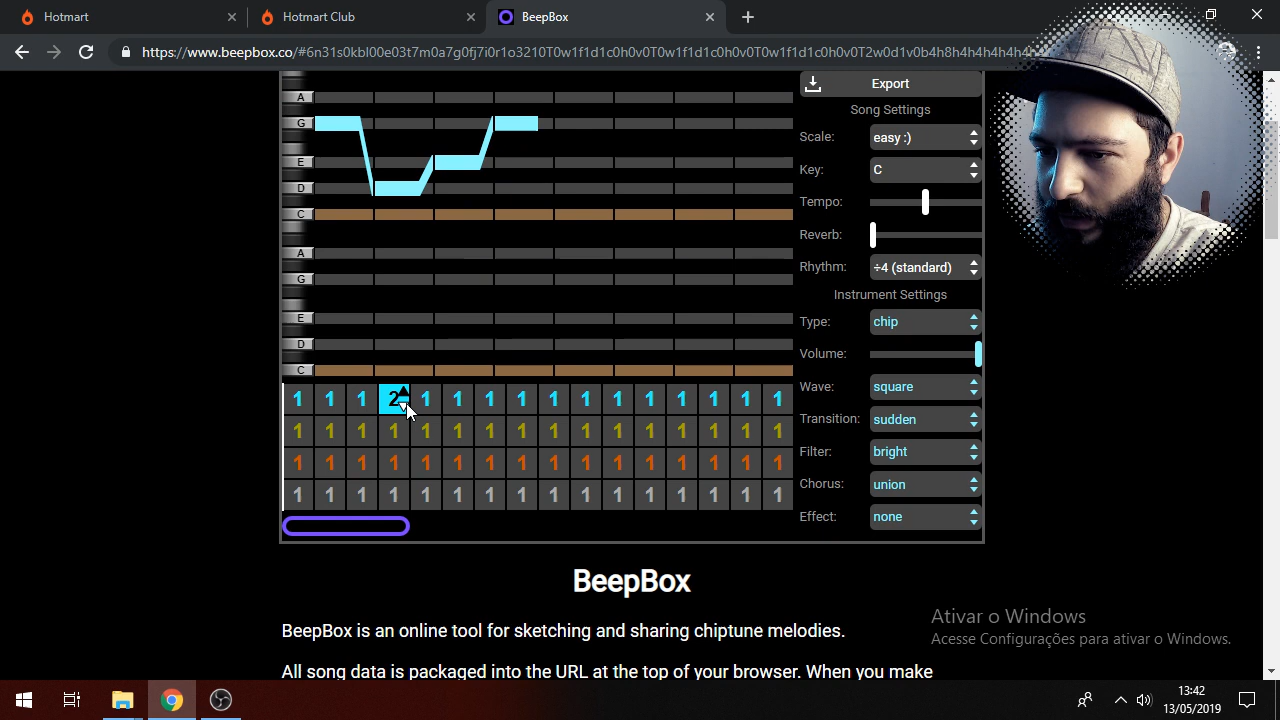 Hotmart
Hotmart Club
BeepBox
https://www.beepbox.co/#6n31s0kbl00e03t7m0a7g0fj7i0r1o3210T0w1f1d1c0h0v0T0w1f1d1c0h0v0T0w1f1d1c0h0v0T2w0d1v0b4h8h4h4h4h4h4h
A
G
E
D
C
A
G
E
D
C
Export
Song Settings
Scale: easy :)
Key: C
Tempo:
Reverb:
Rhythm: ÷4 (standard)
Instrument Settings
Type: chip
Volume:
Wave: square
Transition: sudden
Filter: bright
Chorus: union
Effect: none
1 1 1 2 1 1 1 1 1 1 1 1 1 1 1 1
1 1 1 1 1 1 1 1 1 1 1 1 1 1 1 1
1 1 1 1 1 1 1 1 1 1 1 1 1 1 1 1
1 1 1 1 1 1 1 1 1 1 1 1 1 1 1 1
BeepBox
BeepBox is an online tool for sketching and sharing chiptune melodies.
All song data is packaged into the URL at the top of your browser. When you make
Ativar o Windows
Acesse Configurações para ativar o Windows.
13:42
13/05/2019